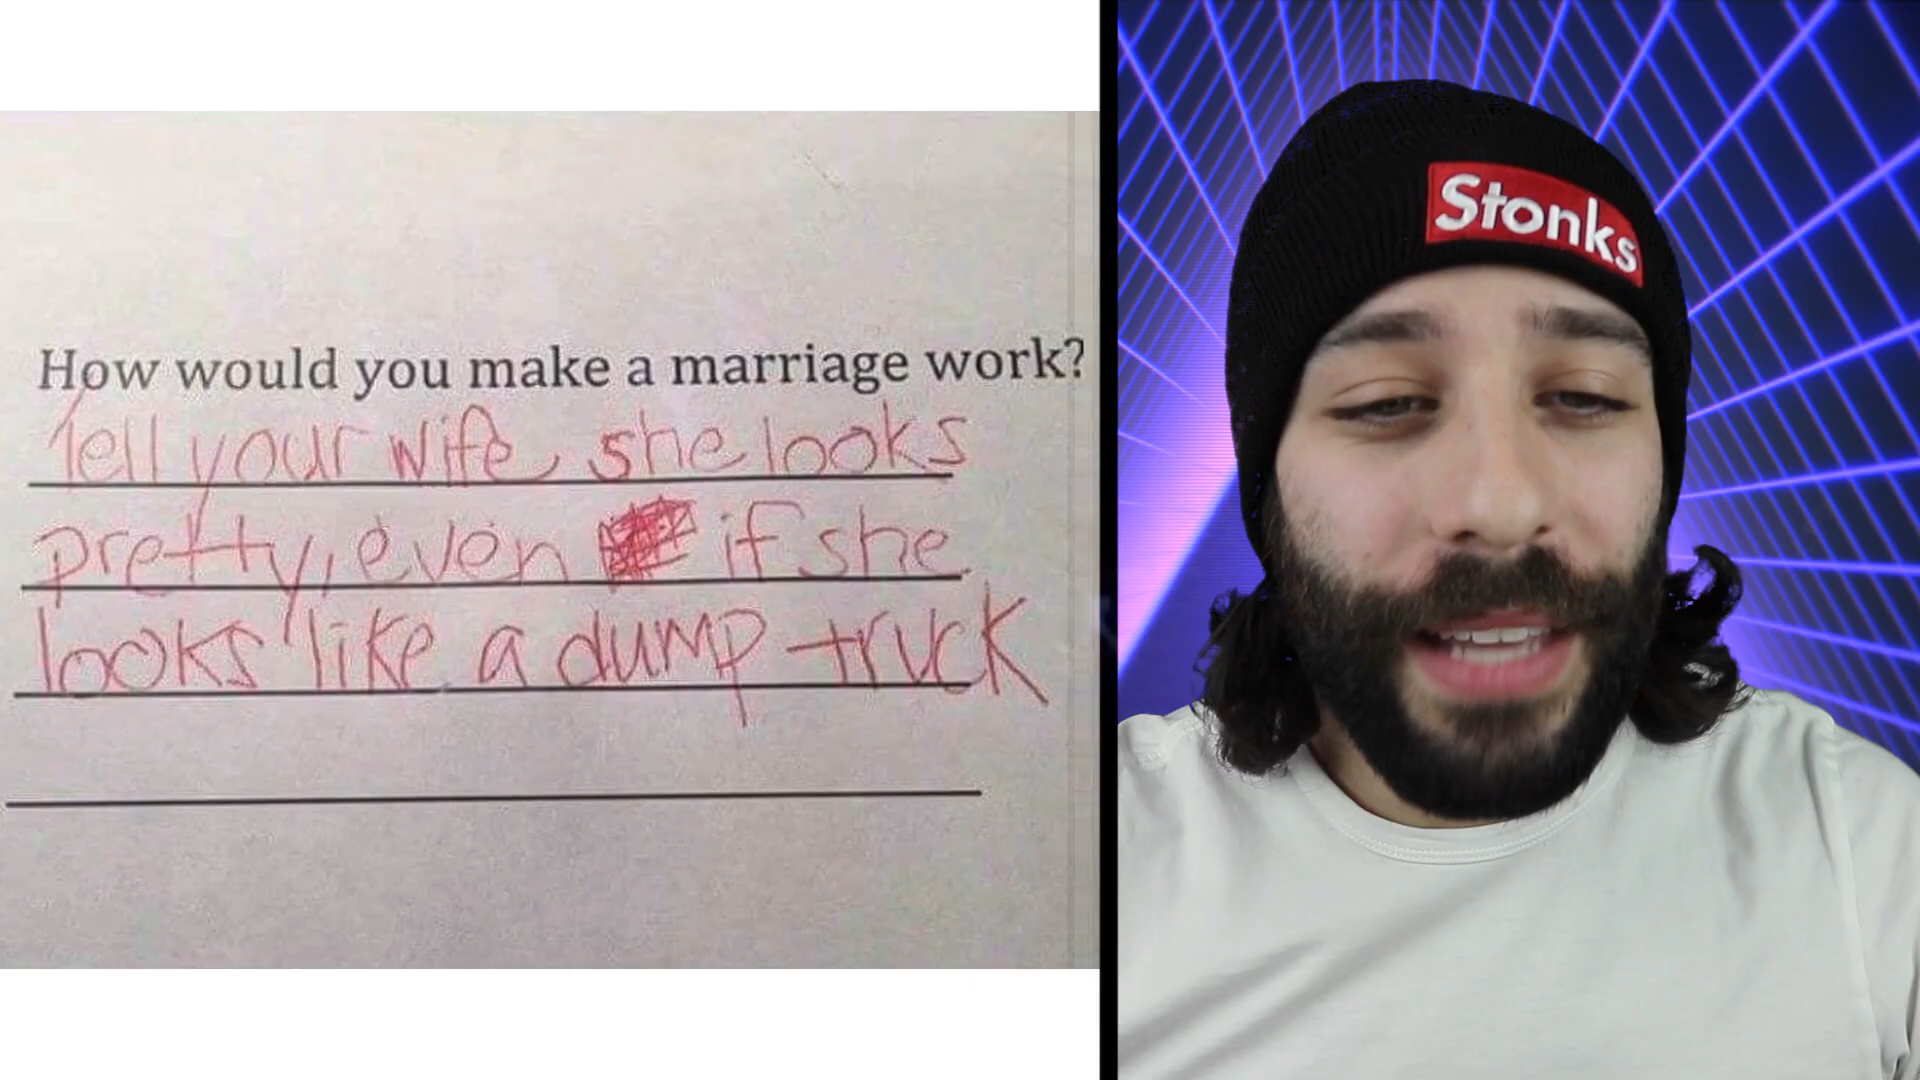 How would you make a marriage work?
Tell your wife she looks
pretty, even if she
looks like a dump truck
Stonks